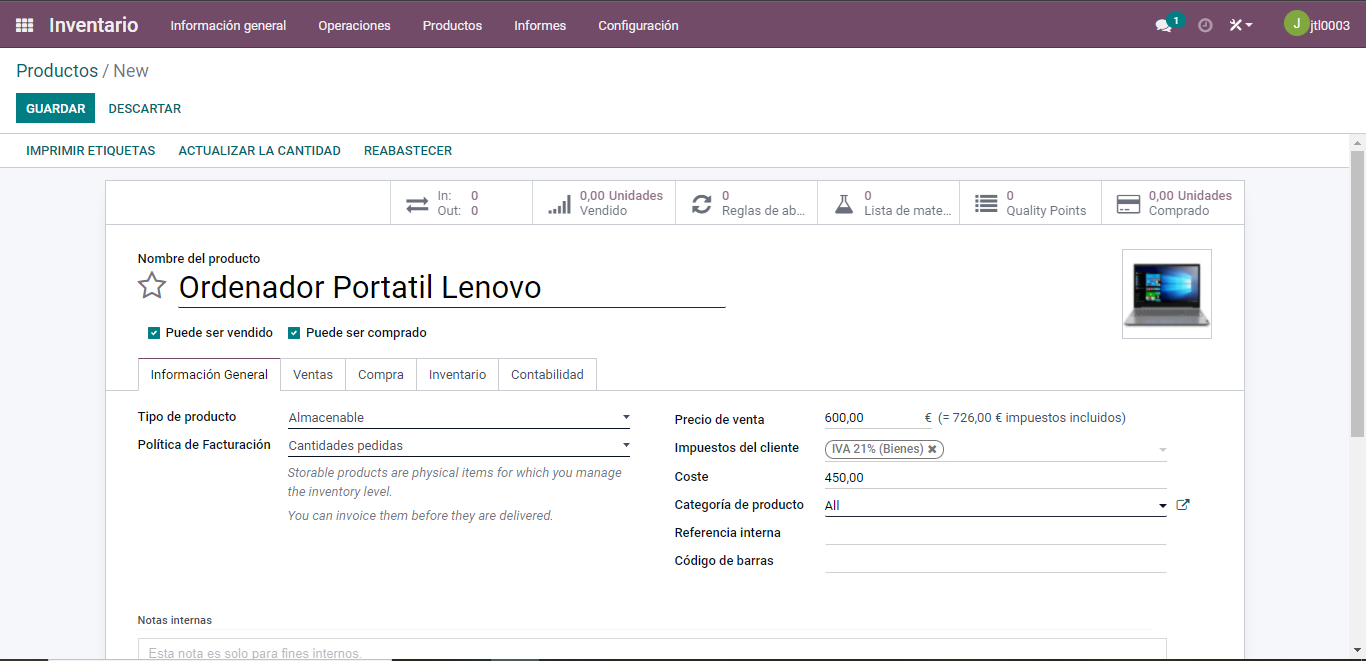 Inventario Información general Operaciones Productos Informes Configuración 1 J jtl0003
Productos / New
GUARDAR DESCARTAR
IMPRIMIR ETIQUETAS ACTUALIZAR LA CANTIDAD REABASTECER
In: 0
Out: 0
0,00 Unidades
Vendido
0
Reglas de ab...
0
Lista de mate...
0
Quality Points
0,00 Unidades
Comprado
Nombre del producto
Ordenador Portatil Lenovo
Puede ser vendido Puede ser comprado
Información General Ventas Compra Inventario Contabilidad
Tipo de producto Almacenable
Política de Facturación Cantidades pedidas
Storable products are physical items for which you manage
the inventory level.
You can invoice them before they are delivered.
Precio de venta 600,00 € (= 726,00 € impuestos incluidos)
Impuestos del cliente IVA 21% (Bienes) ✖
Coste 450,00
Categoría de producto All
Referencia interna
Código de barras
Notas internas
Esta nota es solo para fines internos.